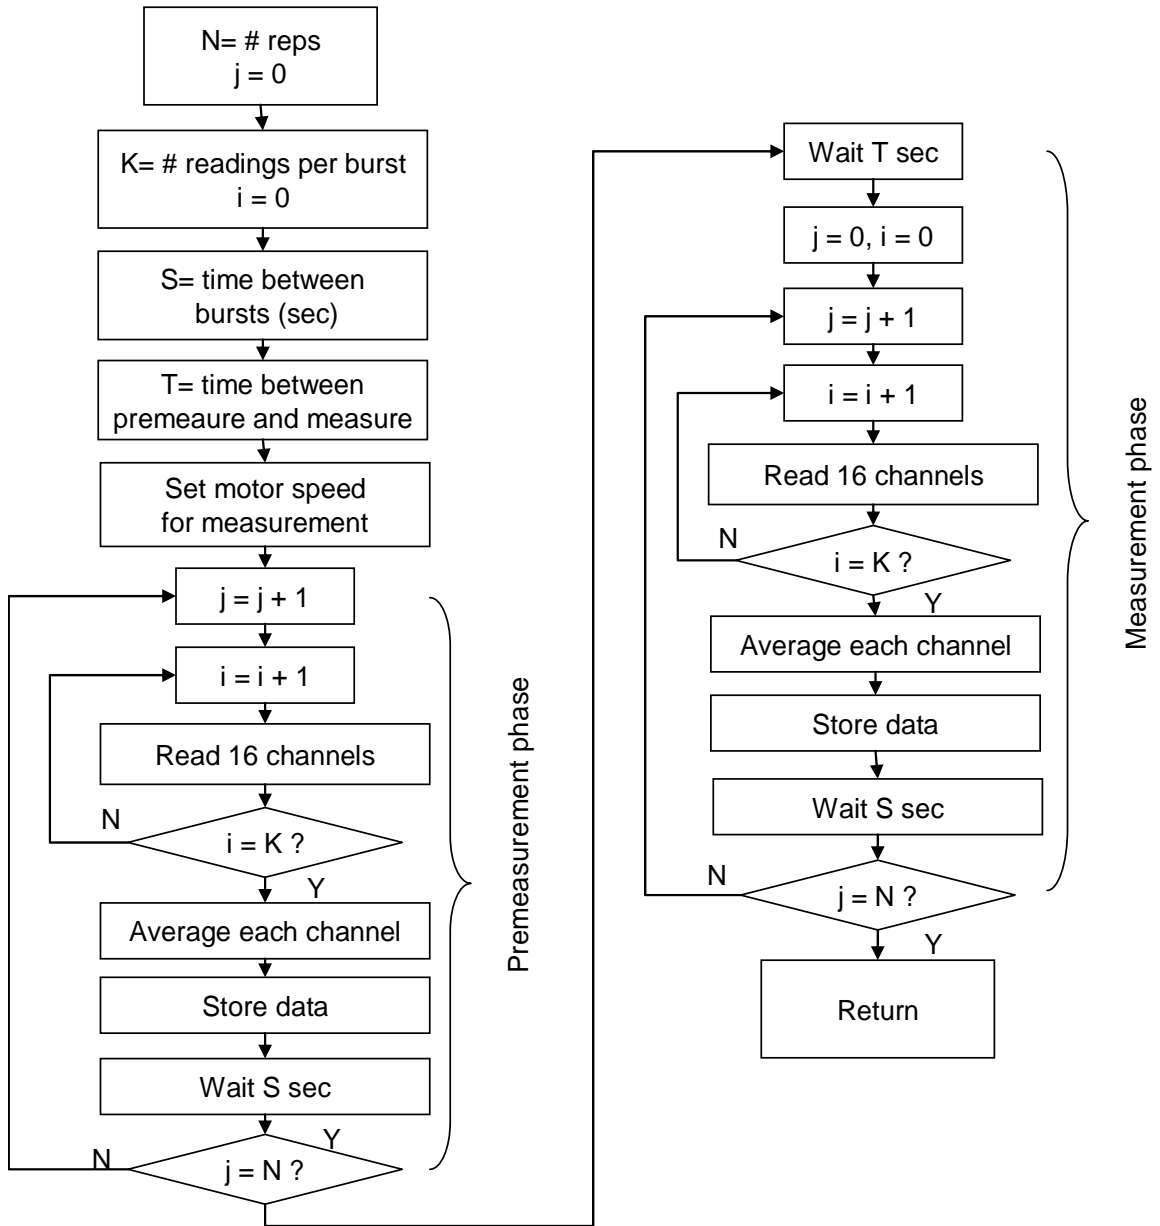 N= # reps
j = 0
K= # readings per burst
i = 0
S= time between
bursts (sec)
T= time between
premeaure and measure
Set motor speed
for measurement
j = j + 1
i = i + 1
Read 16 channels
N
i = K ?
Y
Average each channel
Store data
Wait S sec
Y
N
j = N ?
Premeasurement phase
Wait T sec
j = 0, i = 0
j = j + 1
i = i + 1
Read 16 channels
N
i = K ?
Y
Average each channel
Store data
Wait S sec
N
j = N ?
Y
Return
Measurement phase